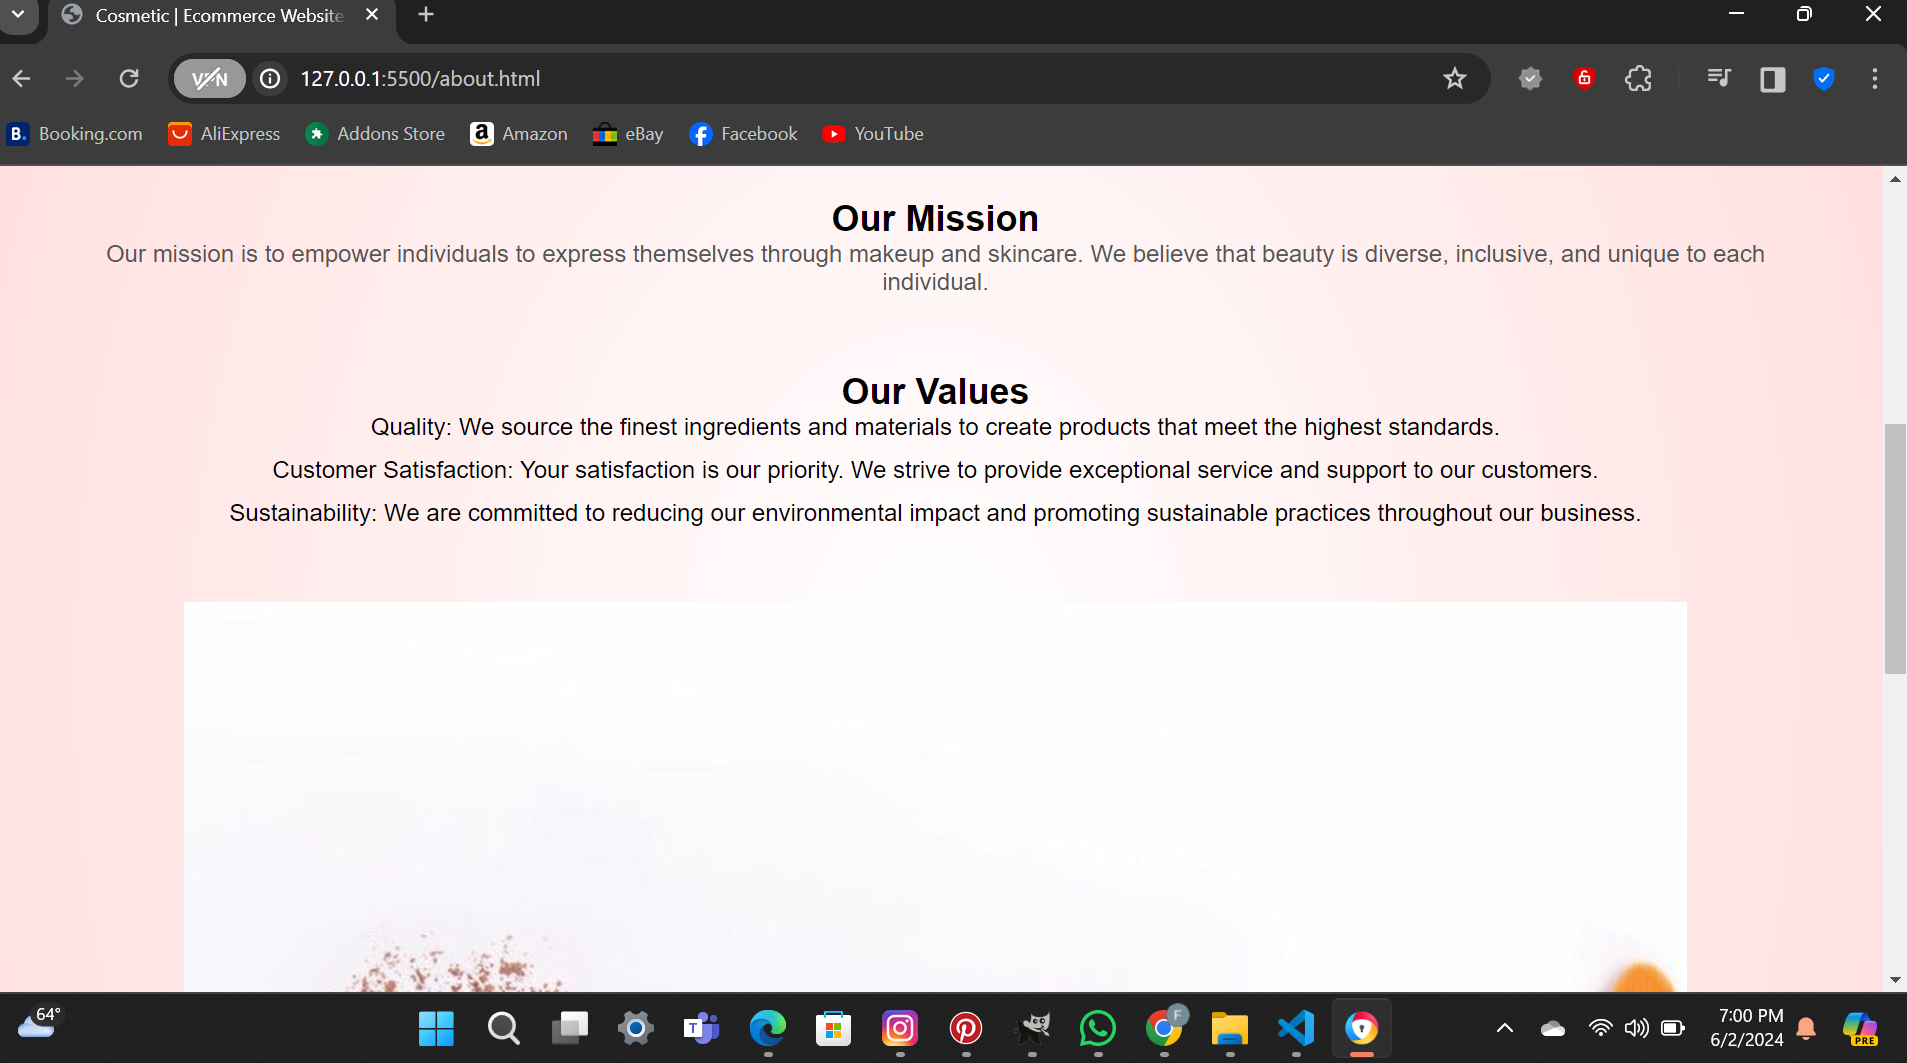 Cosmetic | Ecommerce Website
VPN
127.0.0.1:5500/about.html
B. Booking.com AliExpress Addons Store a Amazon eBay Facebook YouTube
Our Mission
Our mission is to empower individuals to express themselves through makeup and skincare. We believe that beauty is diverse, inclusive, and unique to each
individual.
Our Values
Quality: We source the finest ingredients and materials to create products that meet the highest standards.
Customer Satisfaction: Your satisfaction is our priority. We strive to provide exceptional service and support to our customers.
Sustainability: We are committed to reducing our environmental impact and promoting sustainable practices throughout our business.
64°
T
F
7:00 PM
6/2/2024
PRE